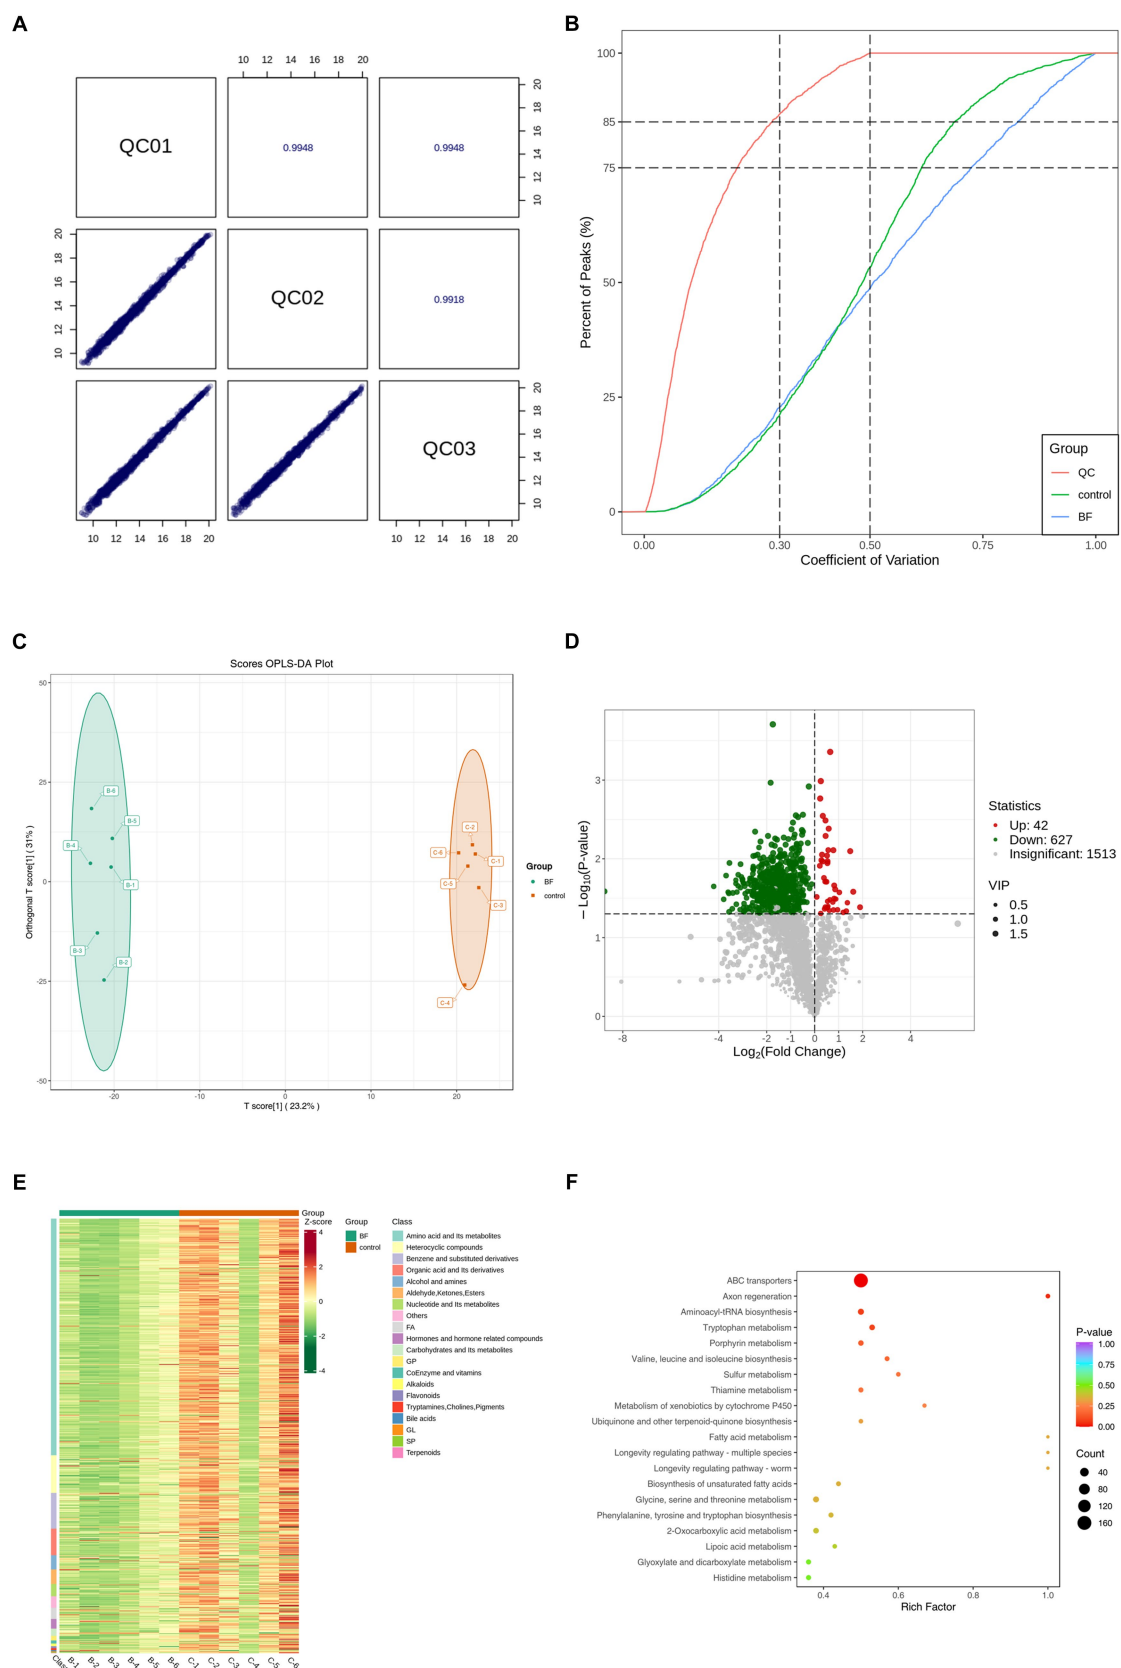 A
10 12 14 16 18 20
QC01
0.9948
0.9948
20
18
16
14
12
10
20
18
16
14
12
10
QC02
0.9918
QC03
20
18
16
14
12
10
10 12 14 16 18 20
10 12 14 16 18 20
B
100
85
75
50
25
0
Percent of Peaks (%)
0.00 0.30 0.50 0.75 1.00
Coefficient of Variation
Group
QC
control
BF
C
Scores OPLS-DA Plot
50
25
0
-25
-50
Orthogonal T score[1] ( 31% )
B-6
B-5
B-4
B-1
B-3
B-2
C-2
C-6
C-1
C-5
C-3
C-4
-20 -10 0 10 20
T score[1] ( 23.2% )
Group
BF
control
D
3
2
1
0
− Log10(P-value)
-8 -4 -2 -1 0 1 2 4
Log2(Fold Change)
Statistics
Up: 42
Down: 627
Insignificant: 1513
VIP
0.5
1.0
1.5
E
Group
Z-score
4
2
0
-2
-4
Group
BF
control
Class
Amino acid and Its metabolites
Heterocyclic compounds
Benzene and substituted derivatives
Organic acid and Its derivatives
Alcohol and amines
Aldehyde,Ketones,Esters
Nucleotide and Its metabolites
Others
FA
Hormones and hormone related compounds
Carbohydrates and Its metabolites
GP
CoEnzyme and vitamins
Alkaloids
Flavonoids
Tryptamines,Cholines,Pigments
Bile acids
GL
SP
Terpenoids
Class B-1 B-2 B-3 B-4 B-5 B-6 C-1 C-2 C-3 C-4 C-5 C-6
F
ABC transporters
Axon regeneration
Aminoacyl-tRNA biosynthesis
Tryptophan metabolism
Porphyrin metabolism
Valine, leucine and isoleucine biosynthesis
Sulfur metabolism
Thiamine metabolism
Metabolism of xenobiotics by cytochrome P450
Ubiquinone and other terpenoid-quinone biosynthesis
Fatty acid metabolism
Longevity regulating pathway - multiple species
Longevity regulating pathway - worm
Biosynthesis of unsaturated fatty acids
Glycine, serine and threonine metabolism
Phenylalanine, tyrosine and tryptophan biosynthesis
2-Oxocarboxylic acid metabolism
Lipoic acid metabolism
Glyoxylate and dicarboxylate metabolism
Histidine metabolism
0.4 0.6 0.8 1.0
Rich Factor
P-value
1.00
0.75
0.50
0.25
0.00
Count
40
80
120
160